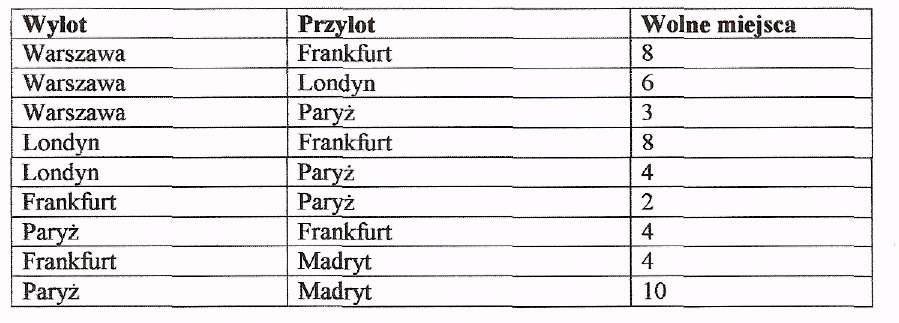 Wylot Przylot Wolne miejsca
Warszawa Frankfurt 8
Warszawa Londyn 6
Warszawa Paryż 3
Londyn Frankfurt 8
Londyn Paryż 4
Frankfurt Paryż 2
Paryż Frankfurt 4
Frankfurt Madryt 4
Paryż Madryt 10